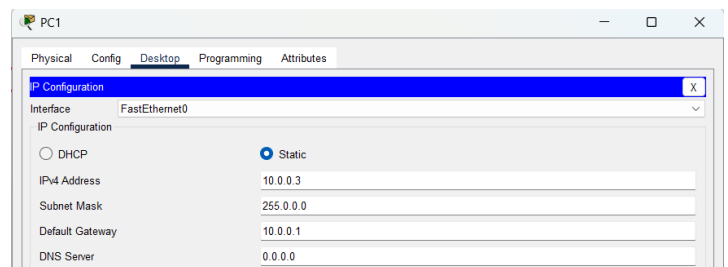 PC1
Physical Config Desktop Programming Attributes
IP Configuration X
Interface FastEthernet0
IP Configuration
DHCP Static
IPv4 Address 10.0.0.3
Subnet Mask 255.0.0.0
Default Gateway 10.0.0.1
DNS Server 0.0.0.0